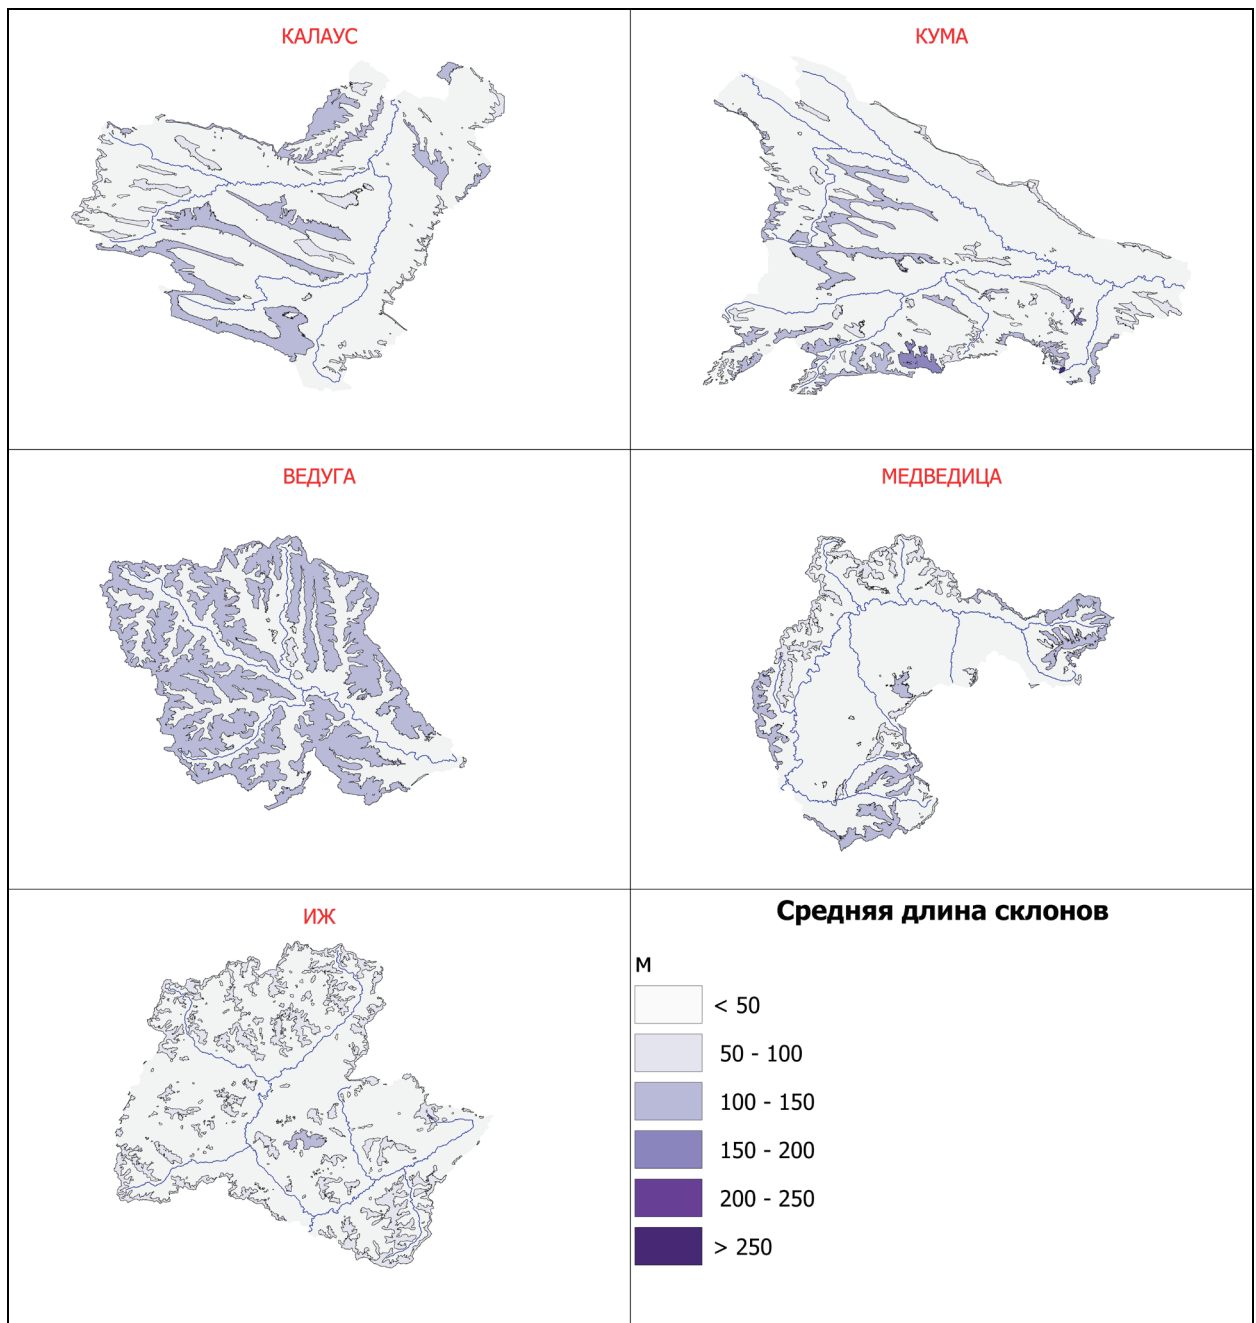 КАЛАУС
КУМА
ВЕДУГА
МЕДВЕДИЦА
ИЖ
Средняя длина склонов
М
< 50
50 - 100
100 - 150
150 - 200
200 - 250
> 250